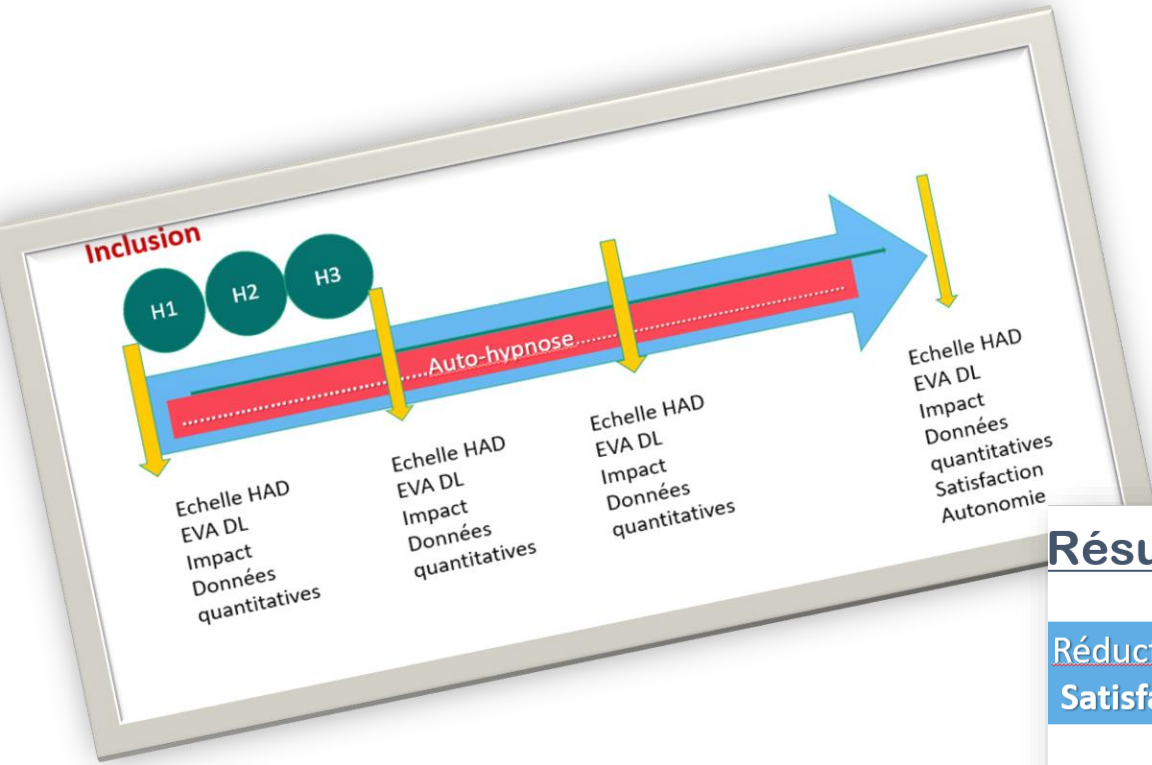 Inclusion
H1
H2
H3
Auto-hypnose
Echelle HAD
EVA DL
Impact
Données
quantitatives
Echelle HAD
EVA DL
Impact
Données
quantitatives
Echelle HAD
EVA DL
Impact
Données
quantitatives
Echelle HAD
EVA DL
Impact
Données
quantitatives
Satisfaction
Autonomie